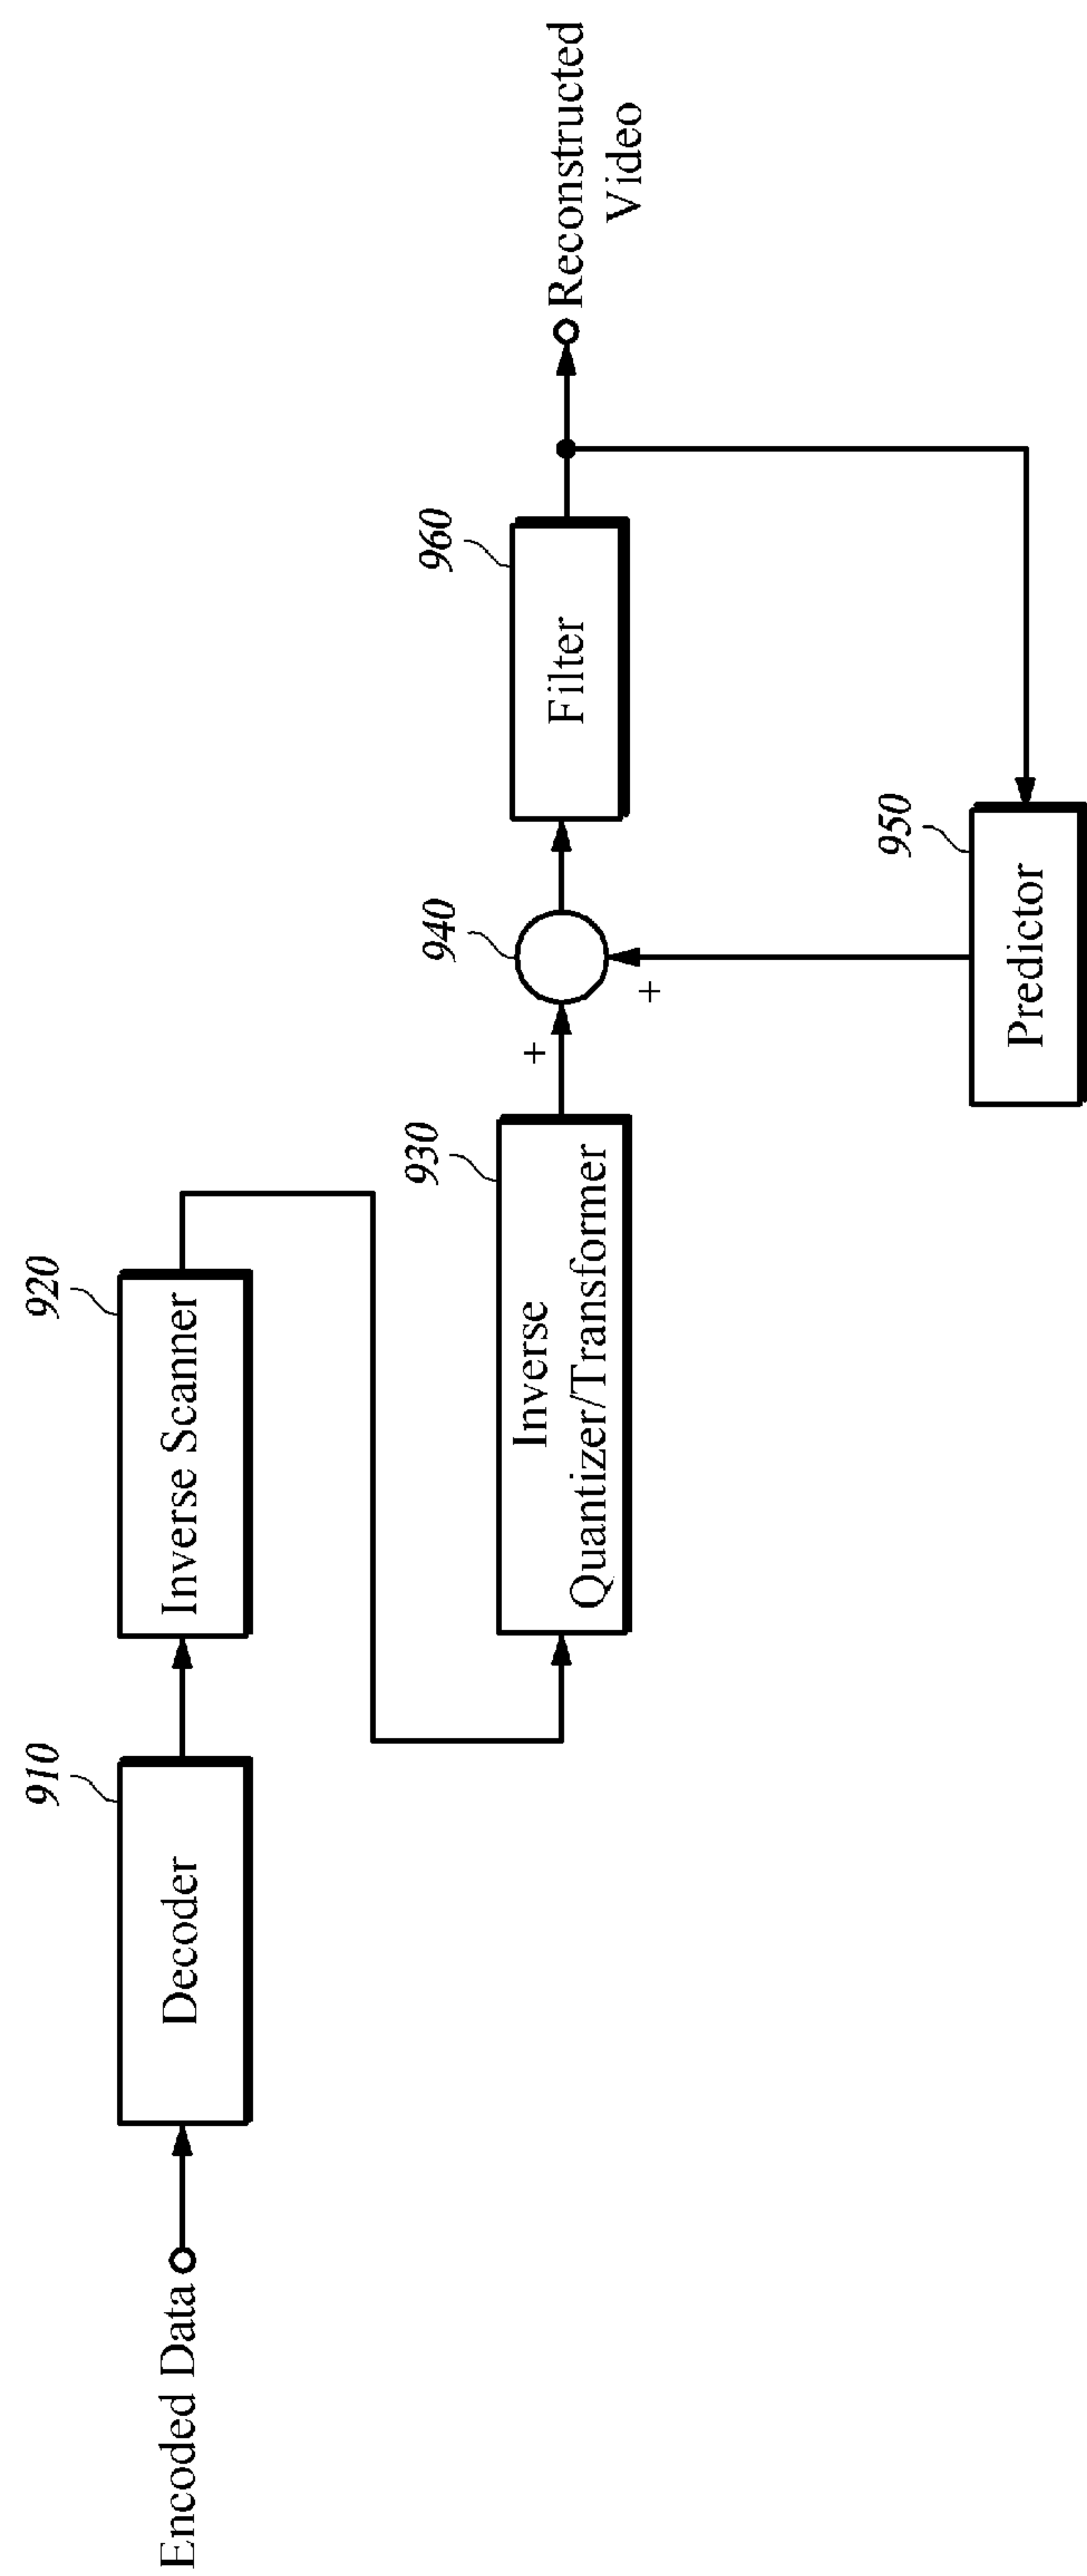 910
920
Encoded Data
Decoder
Inverse Scanner
930
940
960
+
Inverse
Quantizer/Transformer
Filter
Reconstructed
Video
+
950
Predictor